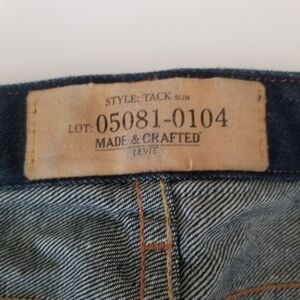 STYLE: TACK SLIM
LOT: 05081-0104
MADE & CRAFTED
LEVI'S